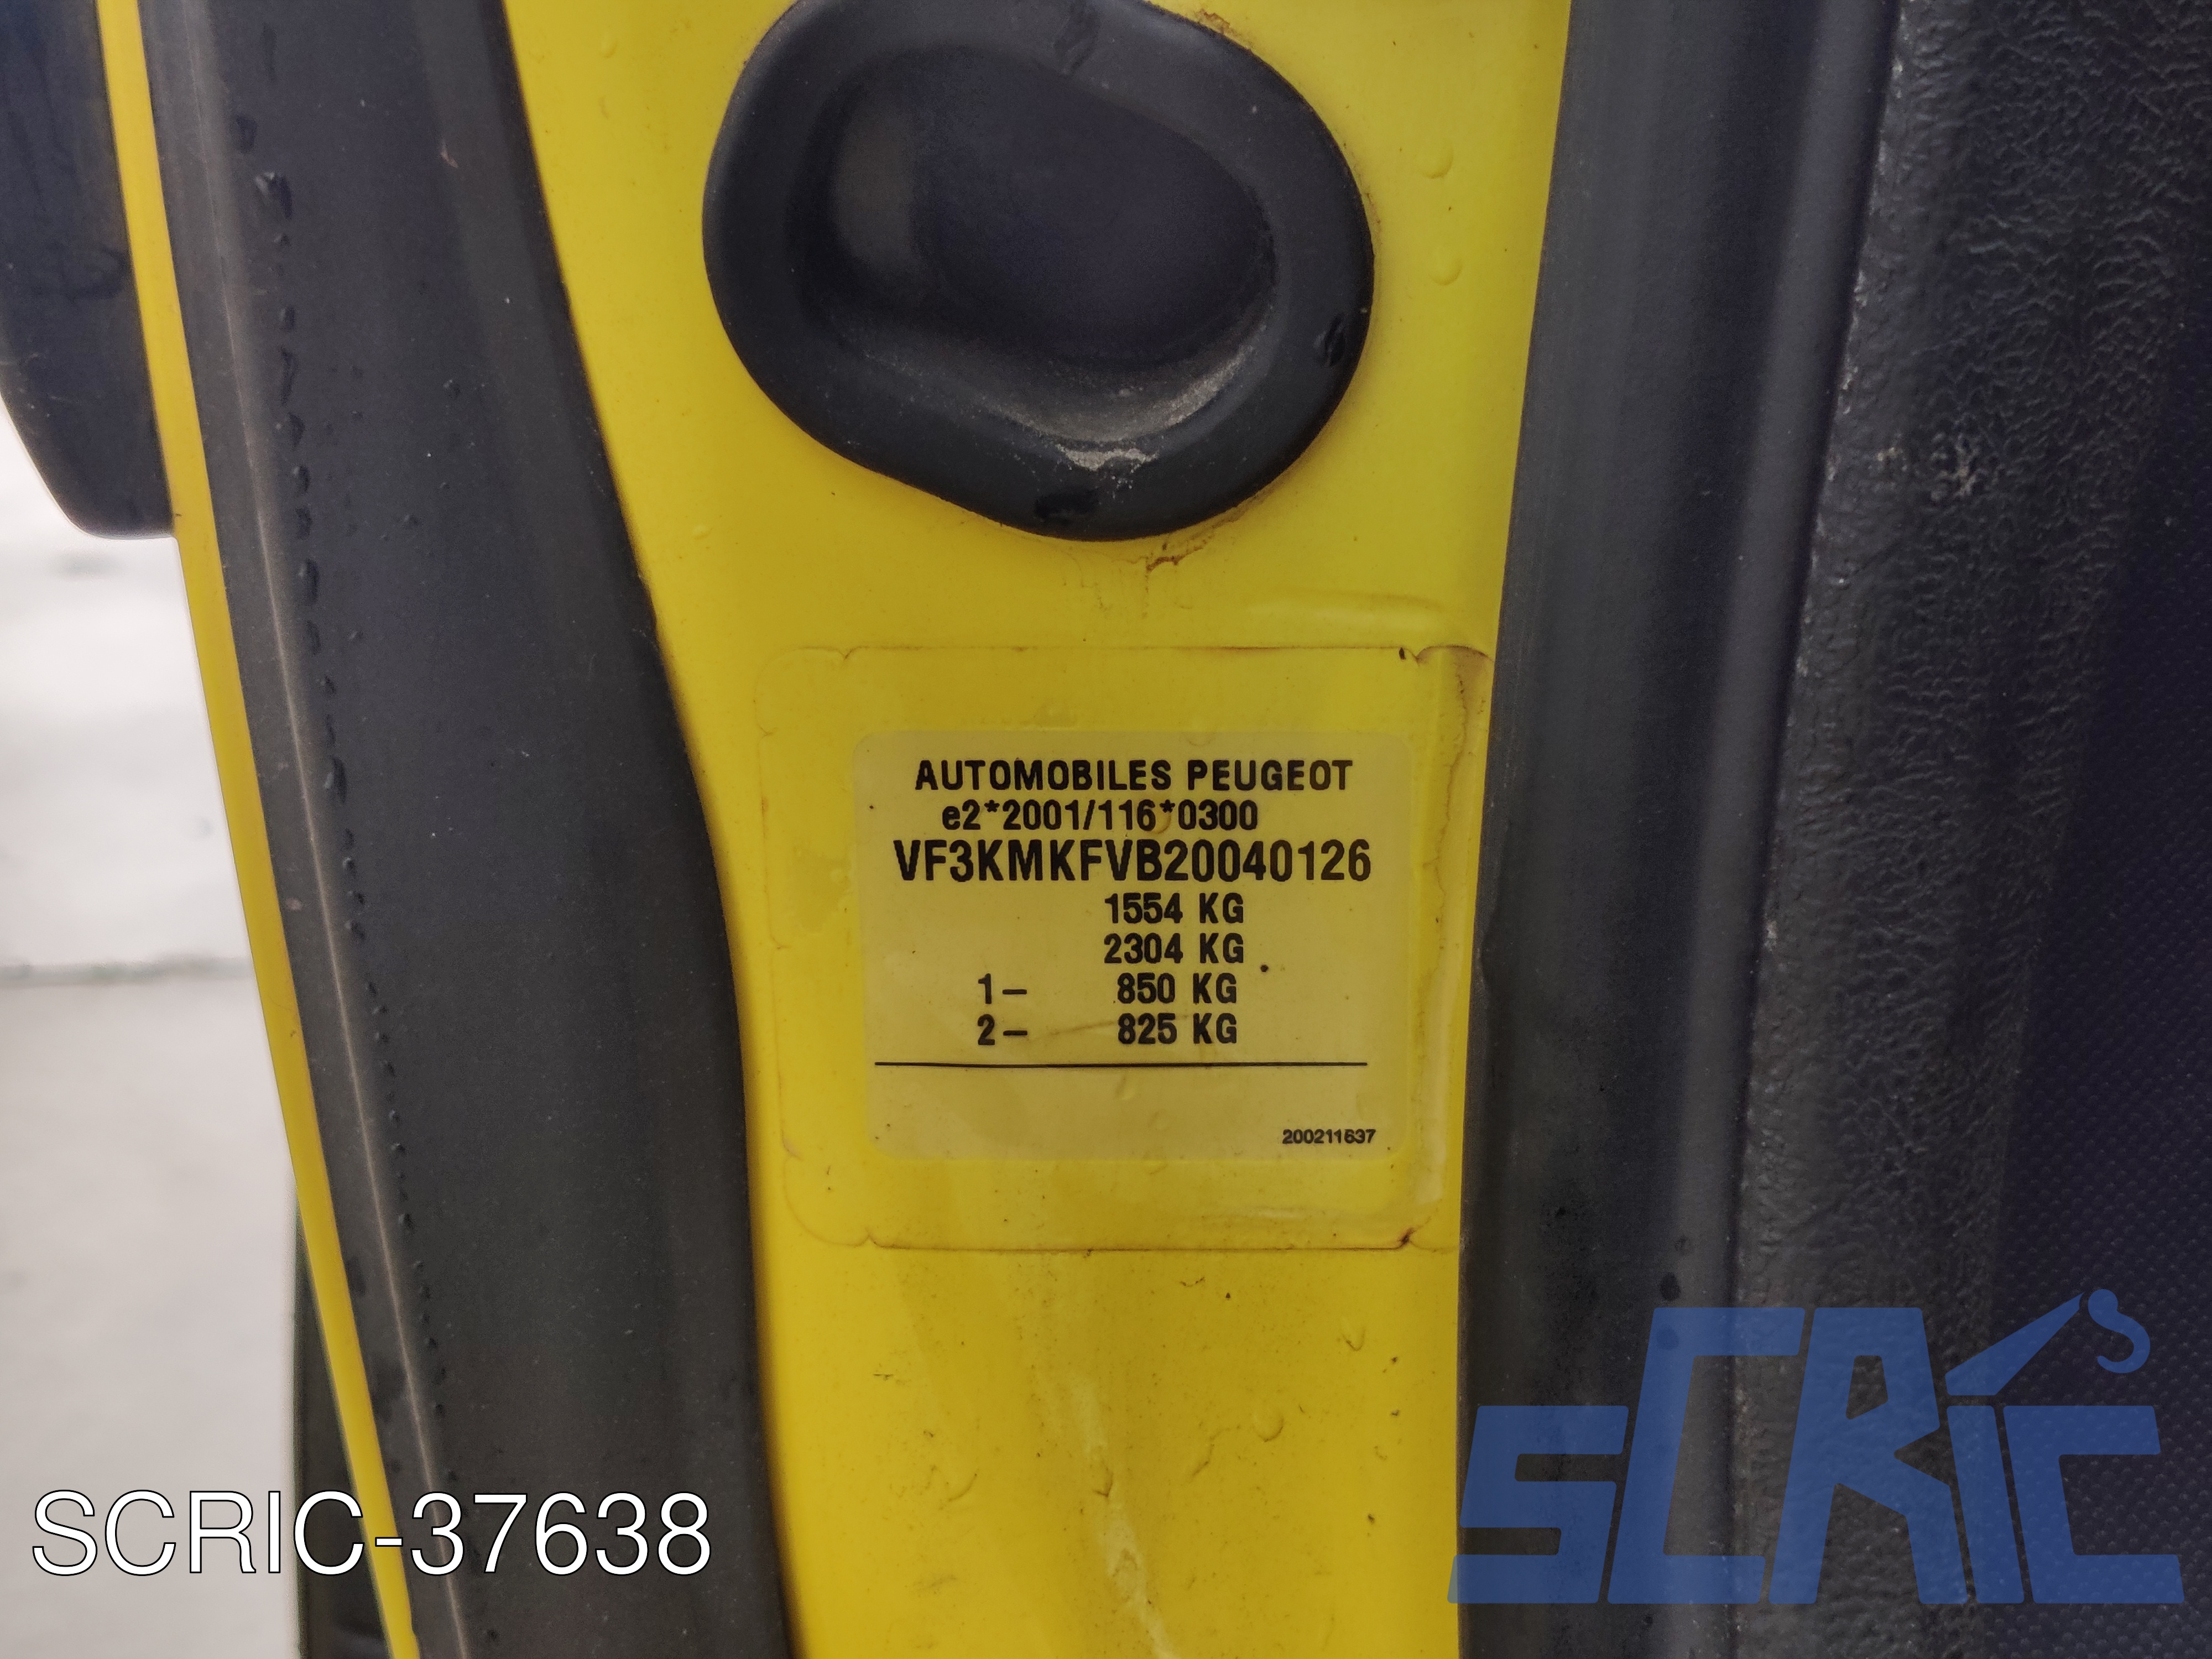 AUTOMOBILES PEUGEOT
e2*2001/116*0300
VF3KMKFVB20040126
1554 KG
2304 KG
1- 850 KG
2- 825 KG
200211637
SCRIC-37638
SCRIC